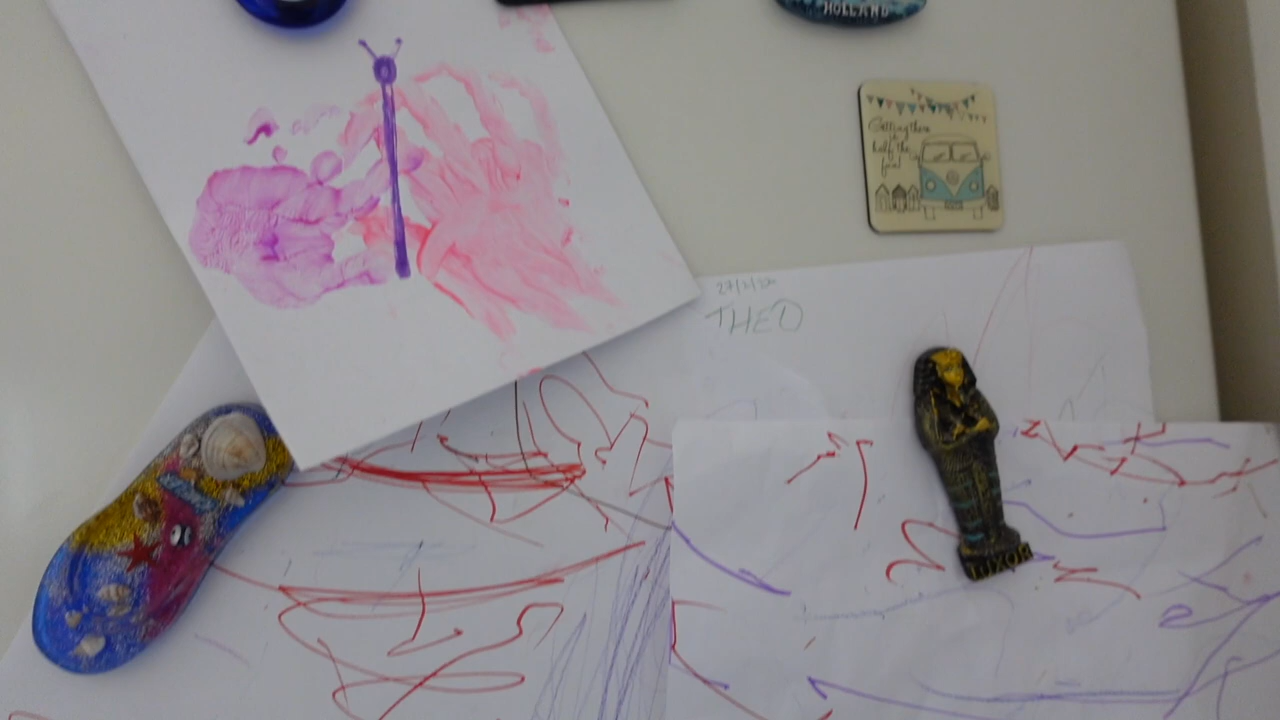 HOLLAND
Getting there
is
half the
fun!
THEO
LUXOR